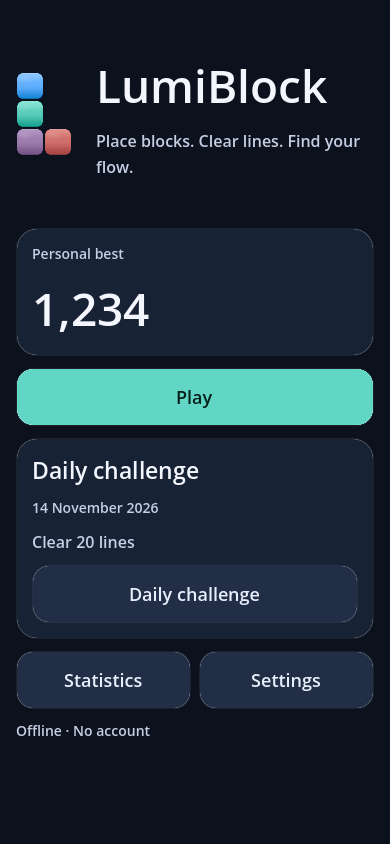 LumiBlock
Place blocks. Clear lines. Find your
flow.
Personal best
1,234
Play
Daily challenge
14 November 2026
Clear 20 lines
Daily challenge
Statistics
Settings
Offline · No account